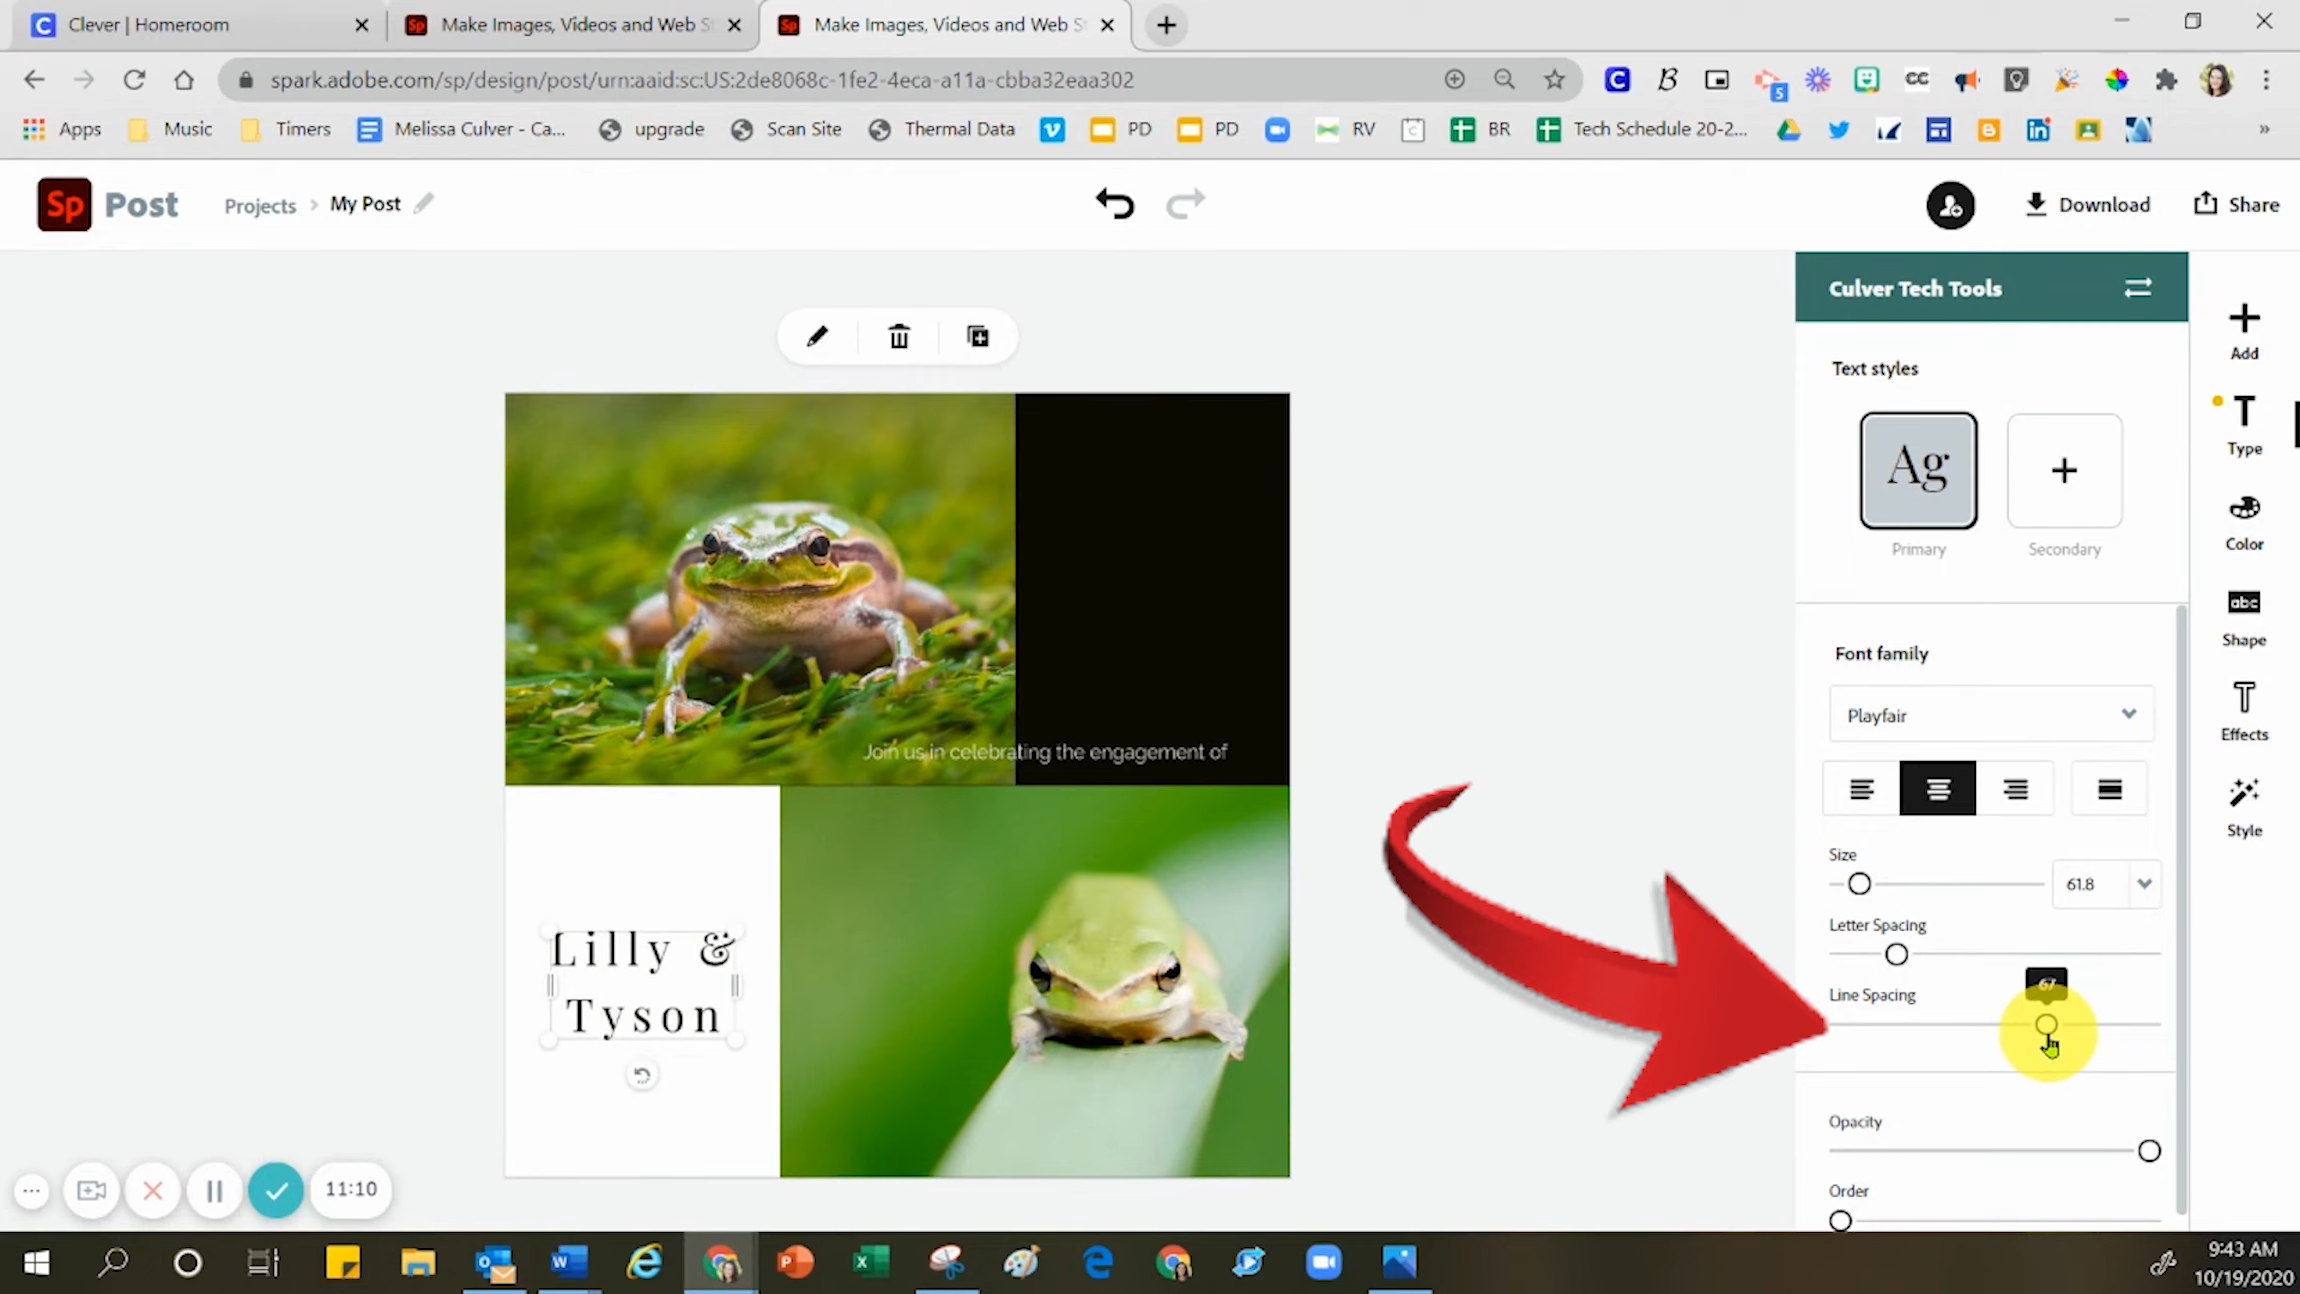 Clever | Homeroom
Make Images, Videos and Web S
Make Images, Videos and Web S
spark.adobe.com/sp/design/post/urn:aaid:sc:US:2de8068c-1fe2-4eca-a11a-cbba32eaa302
5
CC
Apps
Music
Timers
Melissa Culver - Ca...
upgrade
Scan Site
Thermal Data
PD
PD
RV
BR
Tech Schedule 20-2...
Sp
Post
Projects > My Post
Download
Share
Culver Tech Tools
Text styles
Ag
Primary
Secondary
Font family
Playfair
Size
61.8
Letter Spacing
Line Spacing
67
Opacity
Order
Add
Type
Color
abc
Shape
Effects
Style
Join us in celebrating the engagement of
Lilly &
Tyson
11:10
9:43 AM
10/19/2020